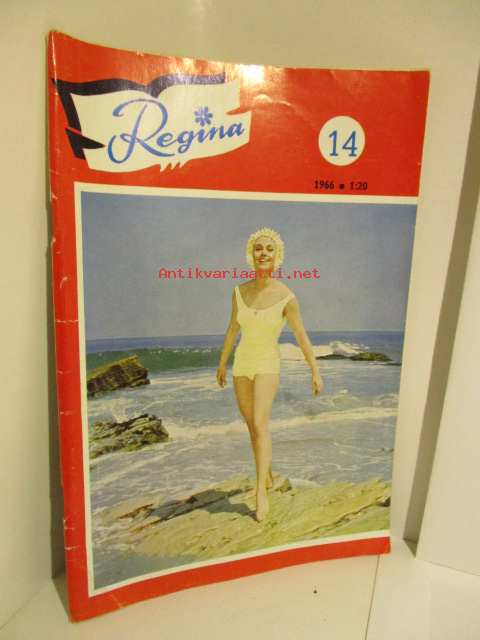 Regina
14
1966 • 1:20
Antikvariaatti.net